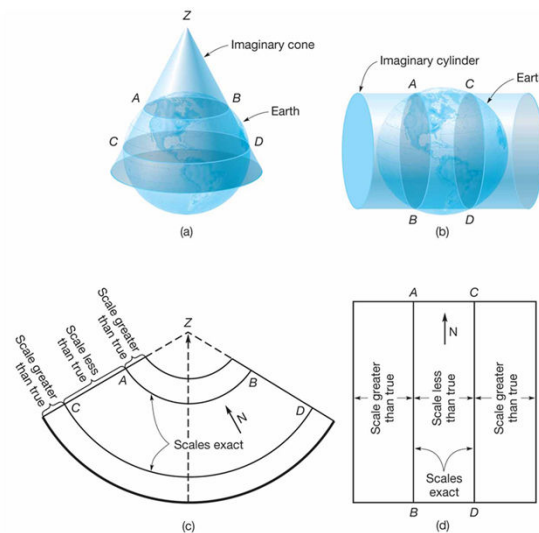 Z
Imaginary cone
A
B
Earth
C
D
(a)
Imaginary cylinder
Eart
A
C
B
D
(b)
Scale greater
than true
Scale less
than true
Scale greater
than true
Z
A
B
C
D
N
Scales exact
(c)
A
C
N
Scale greater
than true
Scale less
than true
Scale greater
than true
Scales
exact
B
D
(d)